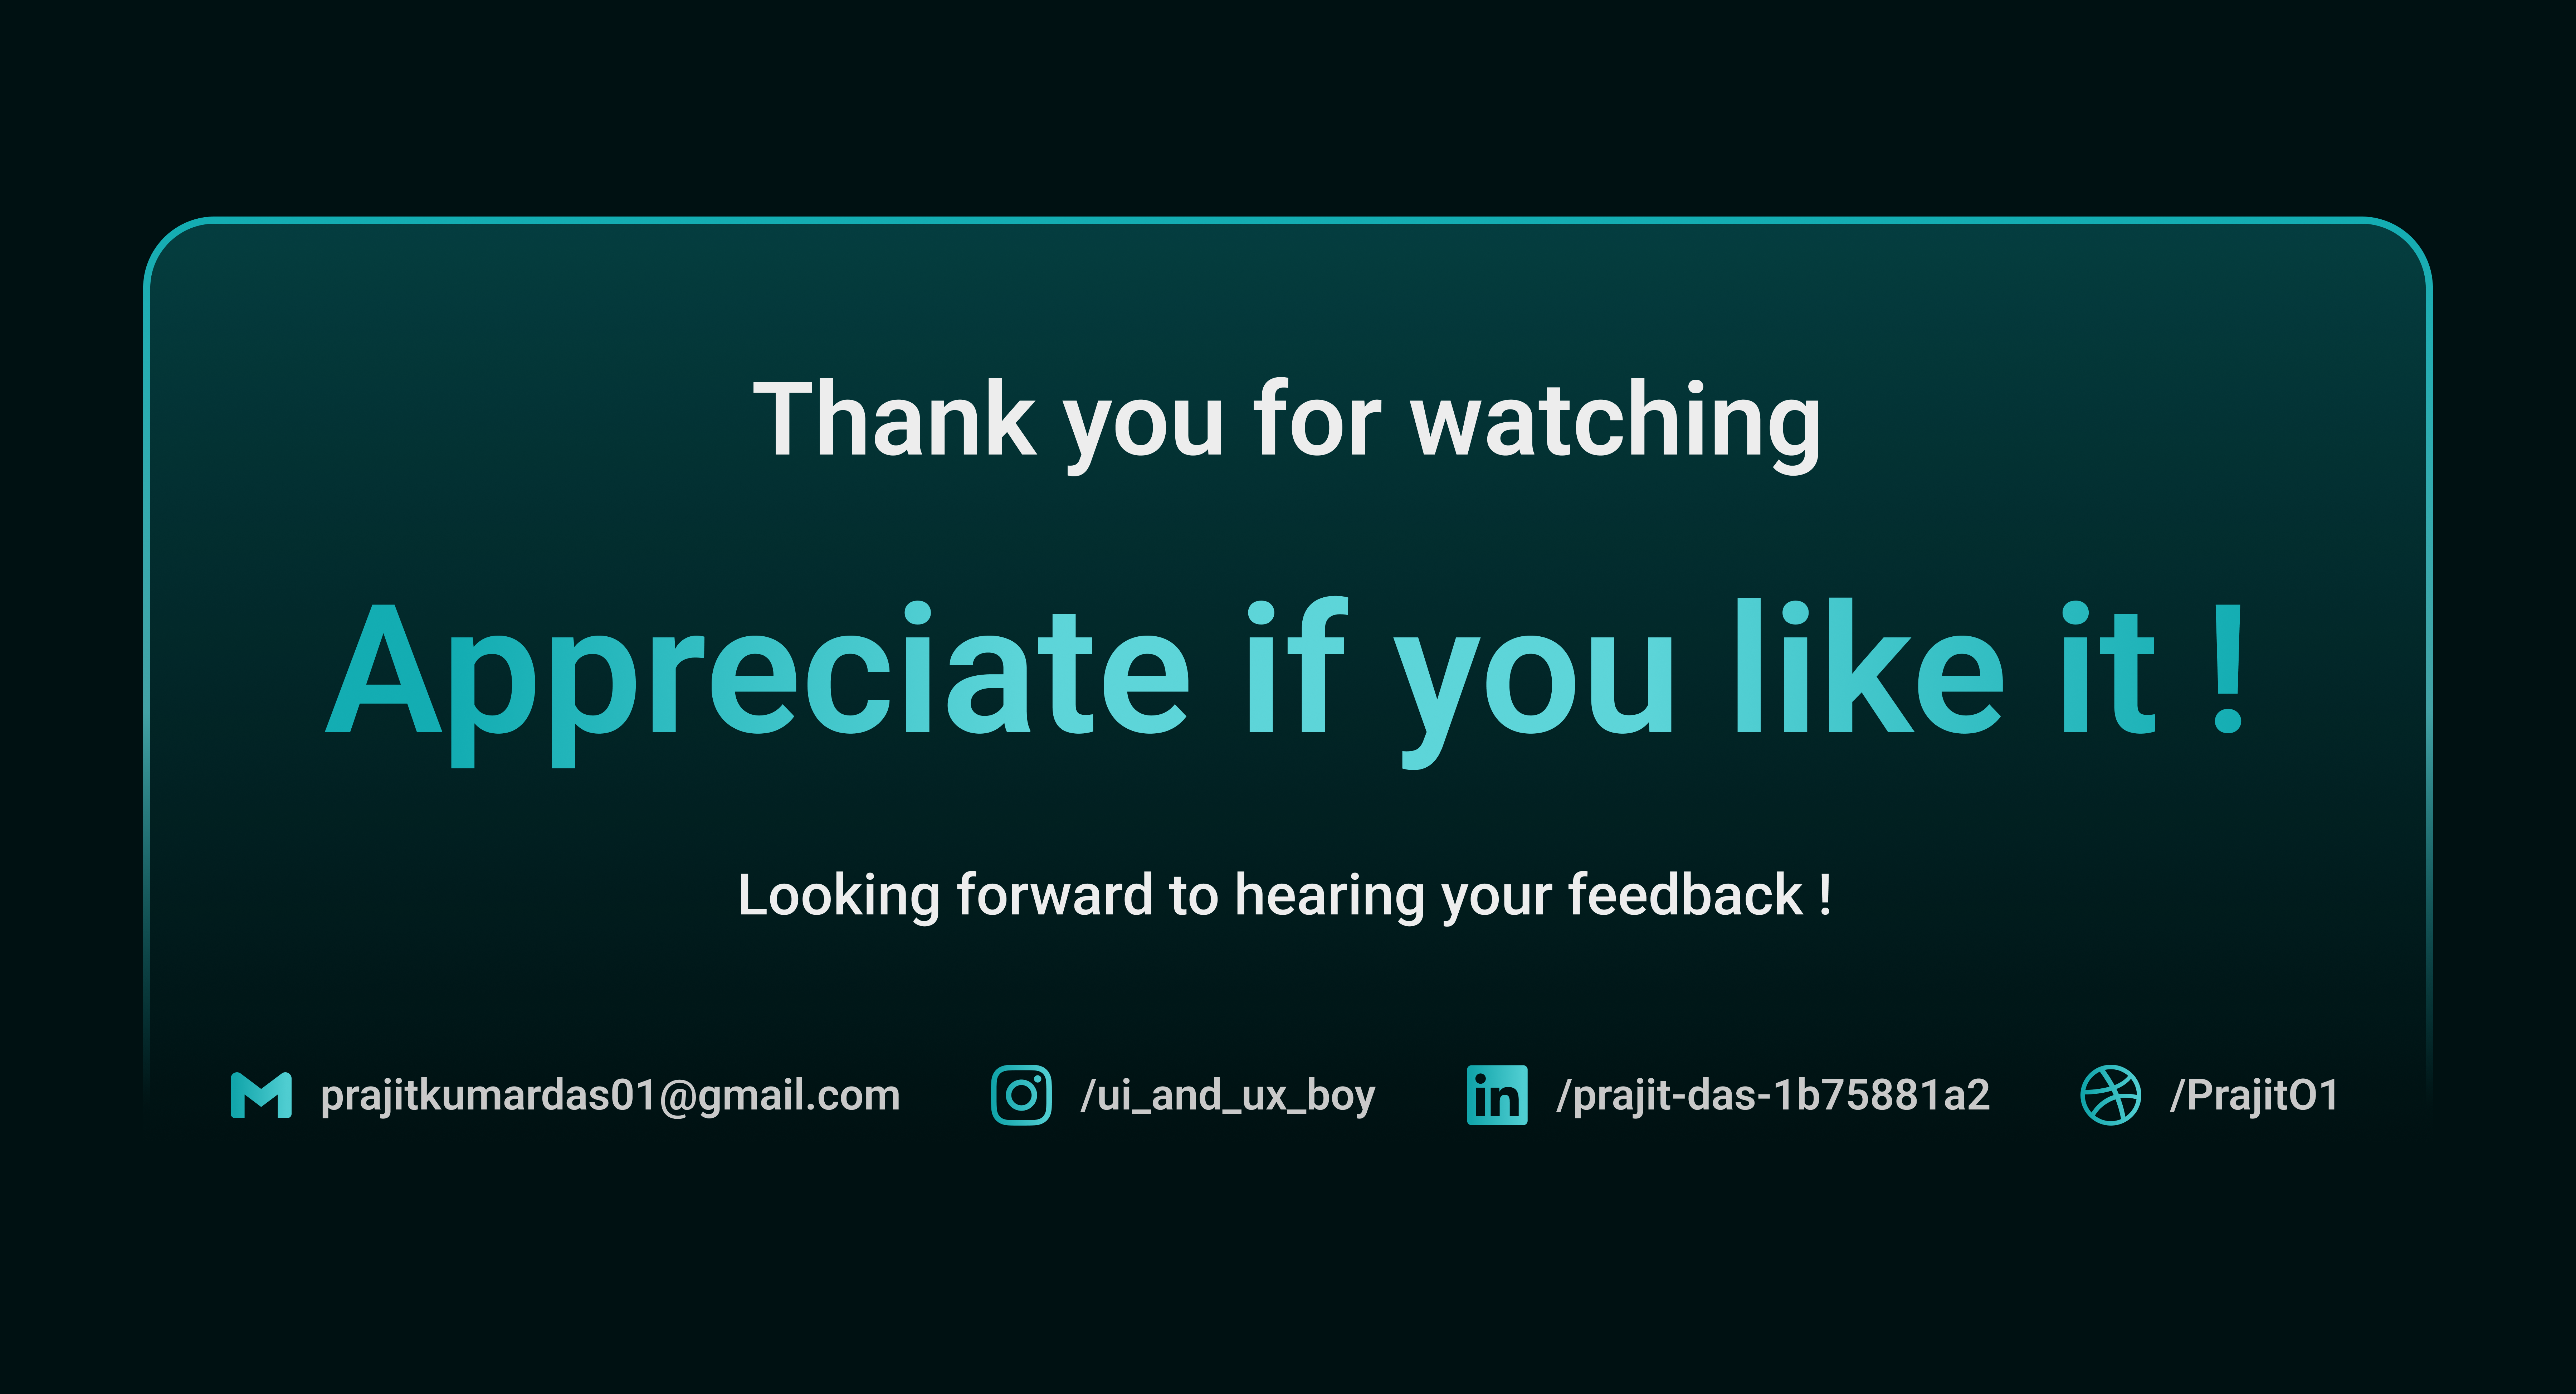 Thank you for watching
Appreciate if you like it !
Looking forward to hearing your feedback !
prajitkumardas01@gmail.com /ui_and_ux_boy /prajit-das-1b75881a2 /PrajitO1